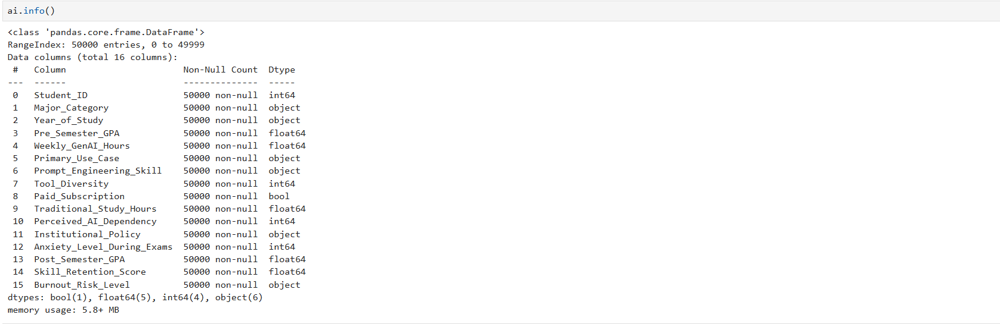 ai.info()
<class 'pandas.core.frame.DataFrame'>
RangeIndex: 50000 entries, 0 to 49999
Data columns (total 16 columns):
 #   Column                      Non-Null Count  Dtype
---  ------                      --------------  -----
 0   Student_ID                  50000 non-null  int64
 1   Major_Category              50000 non-null  object
 2   Year_of_Study               50000 non-null  object
 3   Pre_Semester_GPA            50000 non-null  float64
 4   Weekly_GenAI_Hours          50000 non-null  float64
 5   Primary_Use_Case            50000 non-null  object
 6   Prompt_Engineering_Skill    50000 non-null  object
 7   Tool_Diversity              50000 non-null  int64
 8   Paid_Subscription           50000 non-null  bool
 9   Traditional_Study_Hours     50000 non-null  float64
 10  Perceived_AI_Dependency     50000 non-null  int64
 11  Institutional_Policy        50000 non-null  object
 12  Anxiety_Level_During_Exams  50000 non-null  int64
 13  Post_Semester_GPA           50000 non-null  float64
 14  Skill_Retention_Score       50000 non-null  float64
 15  Burnout_Risk_Level          50000 non-null  object
dtypes: bool(1), float64(5), int64(4), object(6)
memory usage: 5.8+ MB